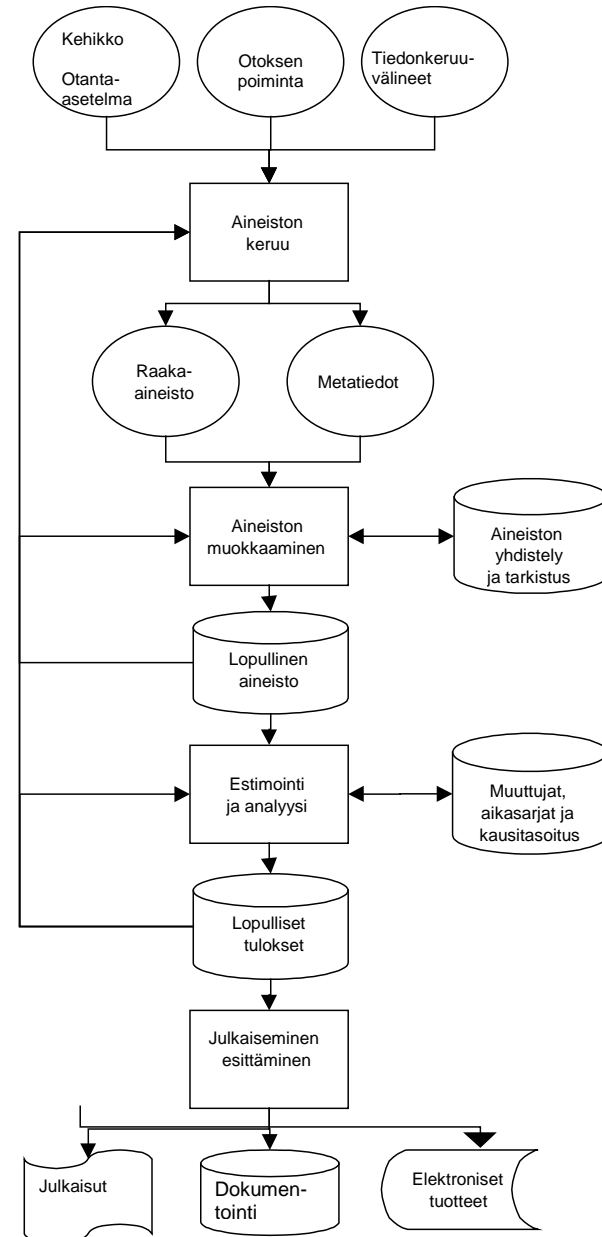 Kehikko
Otanta-
asetelma
Otoksen
poiminta
Tiedonkeruu-
välineet
Aineiston
keruu
Raaka-
aineisto
Metatiedot
Aineiston
muokkaaminen
Aineiston
yhdistely
ja tarkistus
Lopullinen
aineisto
Estimointi
ja analyysi
Muuttujat,
aikasarjat ja
kausitasoitus
Lopulliset
tulokset
Julkaiseminen
esittäminen
Julkaisut
Dokumen-
tointi
Elektroniset
tuotteet